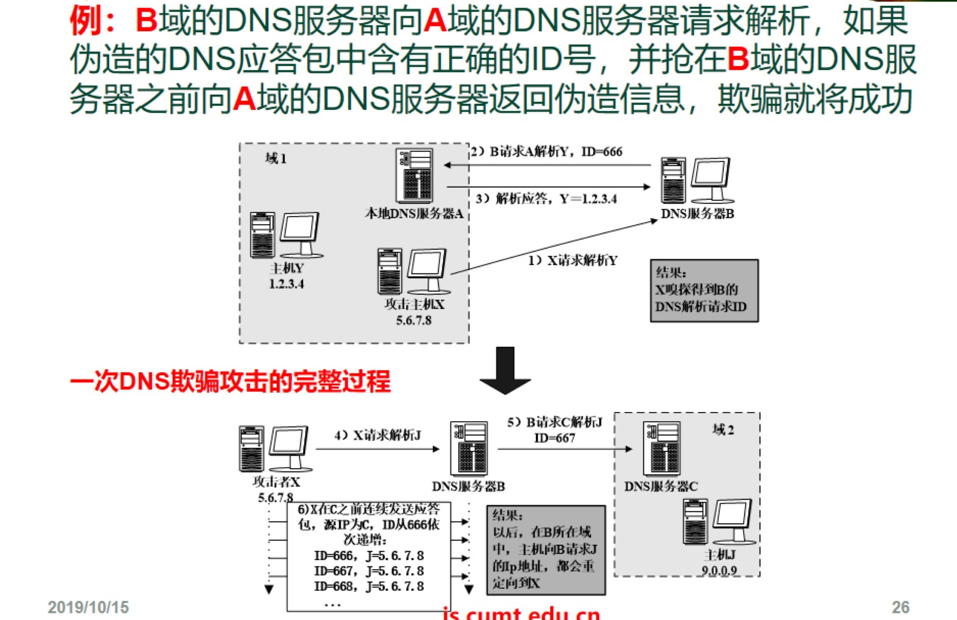 例：B域的DNS服务器向A域的DNS服务器请求解析，如果
伪造的DNS应答包中含有正确的ID号，并抢在B域的DNS服
务器之前向A域的DNS服务器返回伪造信息，欺骗就将成功
域1
2）B请求A解析Y，ID=666
3）解析应答，Y＝1.2.3.4
本地DNS服务器A
DNS服务器B
主机Y
1.2.3.4
1）X请求解析Y
攻击主机X
5.6.7.8
结果：
X嗅探得到B的
DNS解析请求ID
一次DNS欺骗攻击的完整过程
4）X请求解析J
5）B请求C解析J
ID=667
域2
攻击者X
5.6.7.8
DNS服务器B
DNS服务器C
6)X在C之前连续发送应答
包，源IP为C，ID从666依
次递增：
ID=666，J=5.6.7.8
ID=667，J=5.6.7.8
ID=668，J=5.6.7.8
...
结果：
以后，在B所在域
中，主机向B请求J
的Ip地址，都会重
定向到X
主机J
9.0.0.9
2019/10/15
is.cumt.edu.cn
26